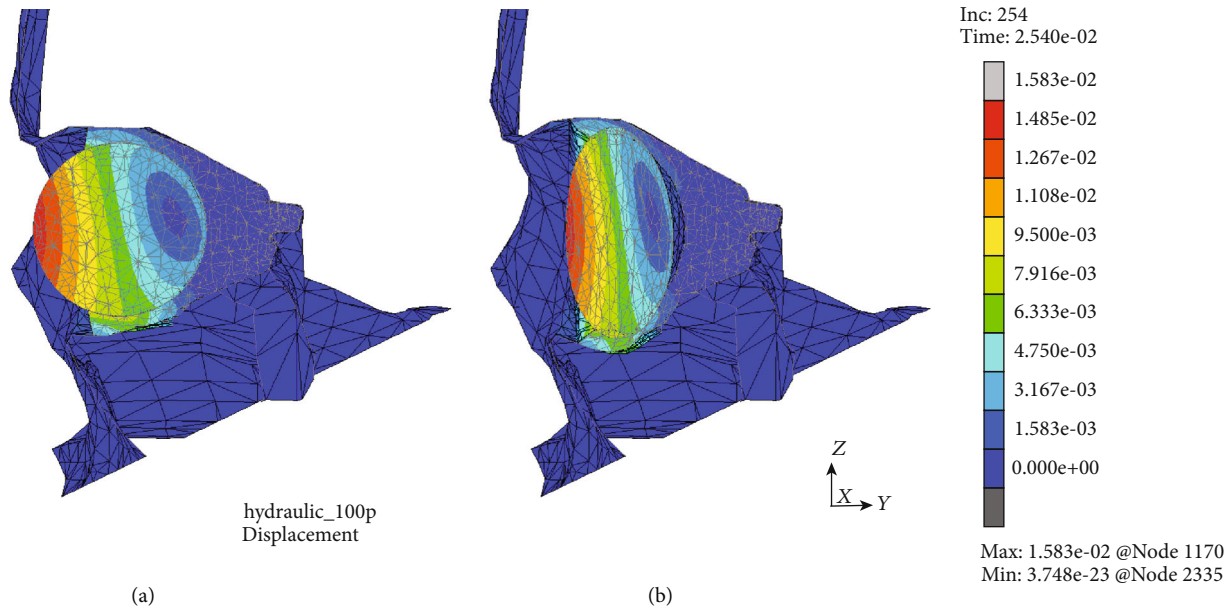 Inc: 254
Time: 2.540e-02
1.583e-02
1.485e-02
1.267e-02
1.108e-02
9.500e-03
7.916e-03
6.333e-03
4.750e-03
3.167e-03
1.583e-03
0.000e+00
Z
X
Y
hydraulic_100p
Displacement
Max: 1.583e-02 @Node 1170
Min: 3.748e-23 @Node 2335
(a)
(b)